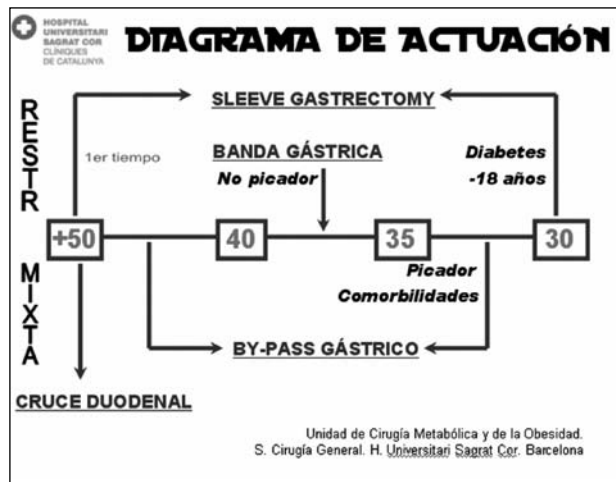 HOSPITAL
UNIVERSITARI
SAGRAT COR
CLÍNIQUES
DE CATALUNYA
DIAGRAMA DE ACTUACIÓN
RESTR
MIXTA
SLEEVE GASTRECTOMY
1er tiempo
BANDA GÁSTRICA
No picador
Diabetes
-18 años
+50
40
35
30
Picador
Comorbilidades
BY-PASS GÁSTRICO
CRUCE DUODENAL
Unidad de Cirugía Metabólica y de la Obesidad.
S. Cirugía General. H. Universitari Sagrat Cor. Barcelona